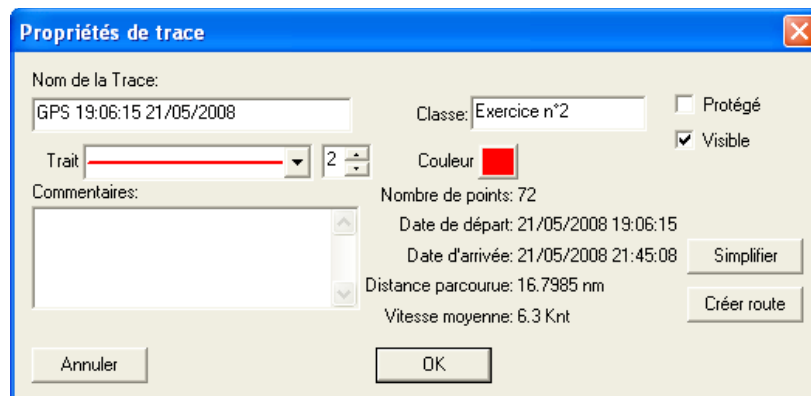 Propriétés de trace
Nom de la Trace:
GPS 19:06:15 21/05/2008
Classe: Exercice n°2
Protégé
Visible
Trait
2
Couleur
Commentaires:
Nombre de points: 72
Date de départ: 21/05/2008 19:06:15
Date d'arrivée: 21/05/2008 21:45:08
Simplifier
Distance parcourue: 16.7985 nm
Créer route
Vitesse moyenne: 6.3 Knt
Annuler
OK